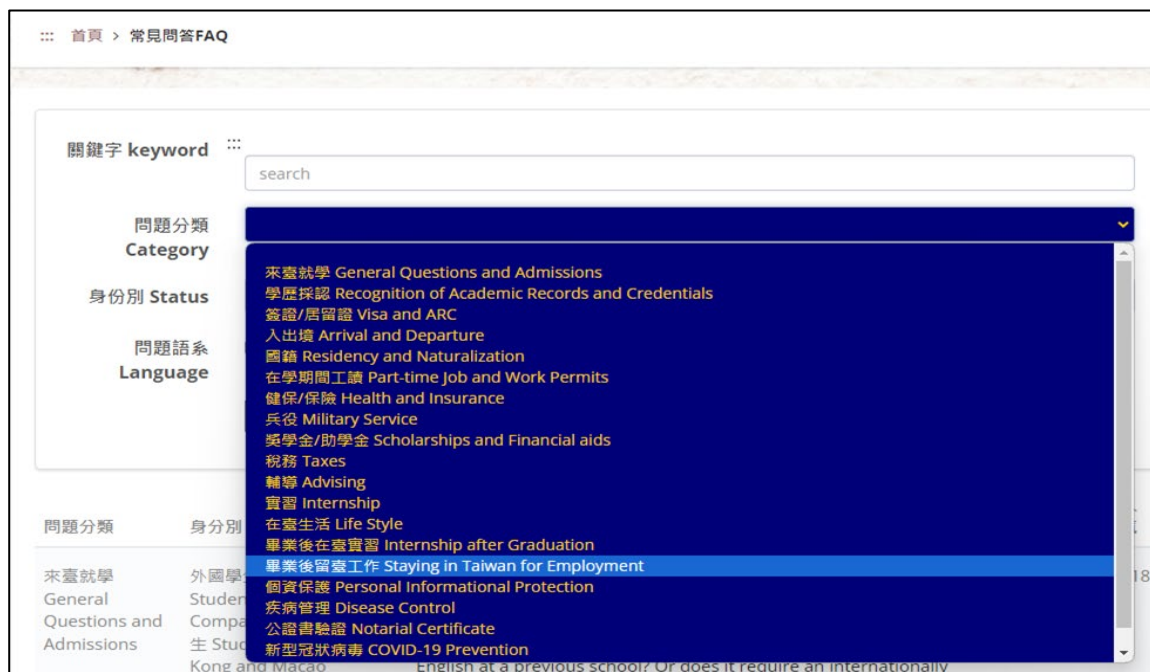 ::: 首頁 > 常見問答FAQ
關鍵字 keyword :::
search
問題分類
Category
身份別 Status
問題語系
Language
來臺就學 General Questions and Admissions
學歷採認 Recognition of Academic Records and Credentials
簽證/居留證 Visa and ARC
入出境 Arrival and Departure
國籍 Residency and Naturalization
在學期間工讀 Part-time Job and Work Permits
健保/保險 Health and Insurance
兵役 Military Service
獎學金/助學金 Scholarships and Financial aids
稅務 Taxes
輔導 Advising
實習 Internship
在臺生活 Life Style
畢業後在臺實習 Internship after Graduation
畢業後留臺工作 Staying in Taiwan for Employment
個資保護 Personal Informational Protection
疾病管理 Disease Control
公證書驗證 Notarial Certificate
新型冠狀病毒 COVID-19 Prevention
問題分類 身分別
來臺就學
General
Questions and
Admissions
外國學
Studen
Compa
生 Stud
Kong and Macao
English at a previous school? Or does it require an internationally
18